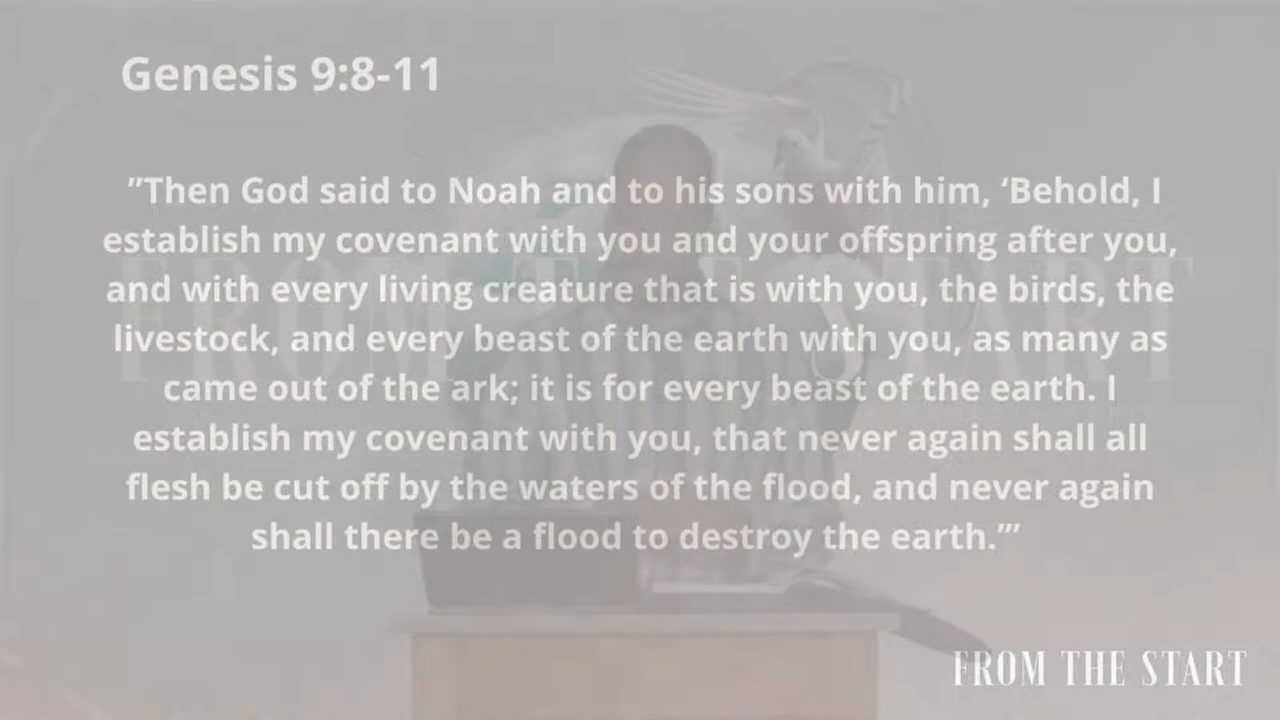 Genesis 9:8-11
”Then God said to Noah and to his sons with him, ‘Behold, I
establish my covenant with you and your offspring after you,
and with every living creature that is with you, the birds, the
livestock, and every beast of the earth with you, as many as
came out of the ark; it is for every beast of the earth. I
establish my covenant with you, that never again shall all
flesh be cut off by the waters of the flood, and never again
shall there be a flood to destroy the earth.”’
FROM THE START
FROM THE START